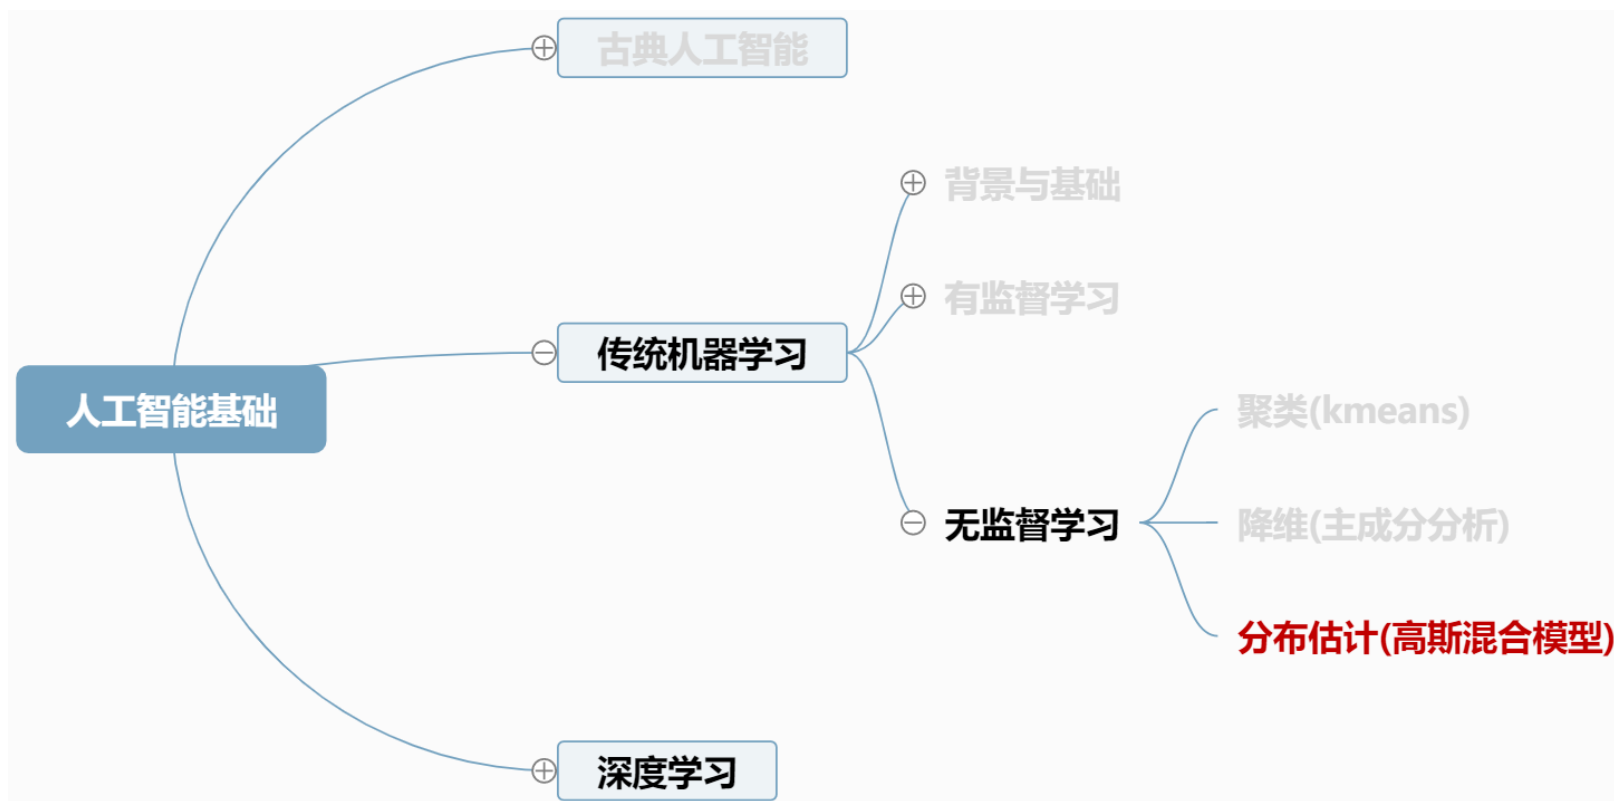 古典人工智能
背景与基础
有监督学习
传统机器学习
人工智能基础
聚类(kmeans)
无监督学习
降维(主成分分析)
分布估计(高斯混合模型)
深度学习